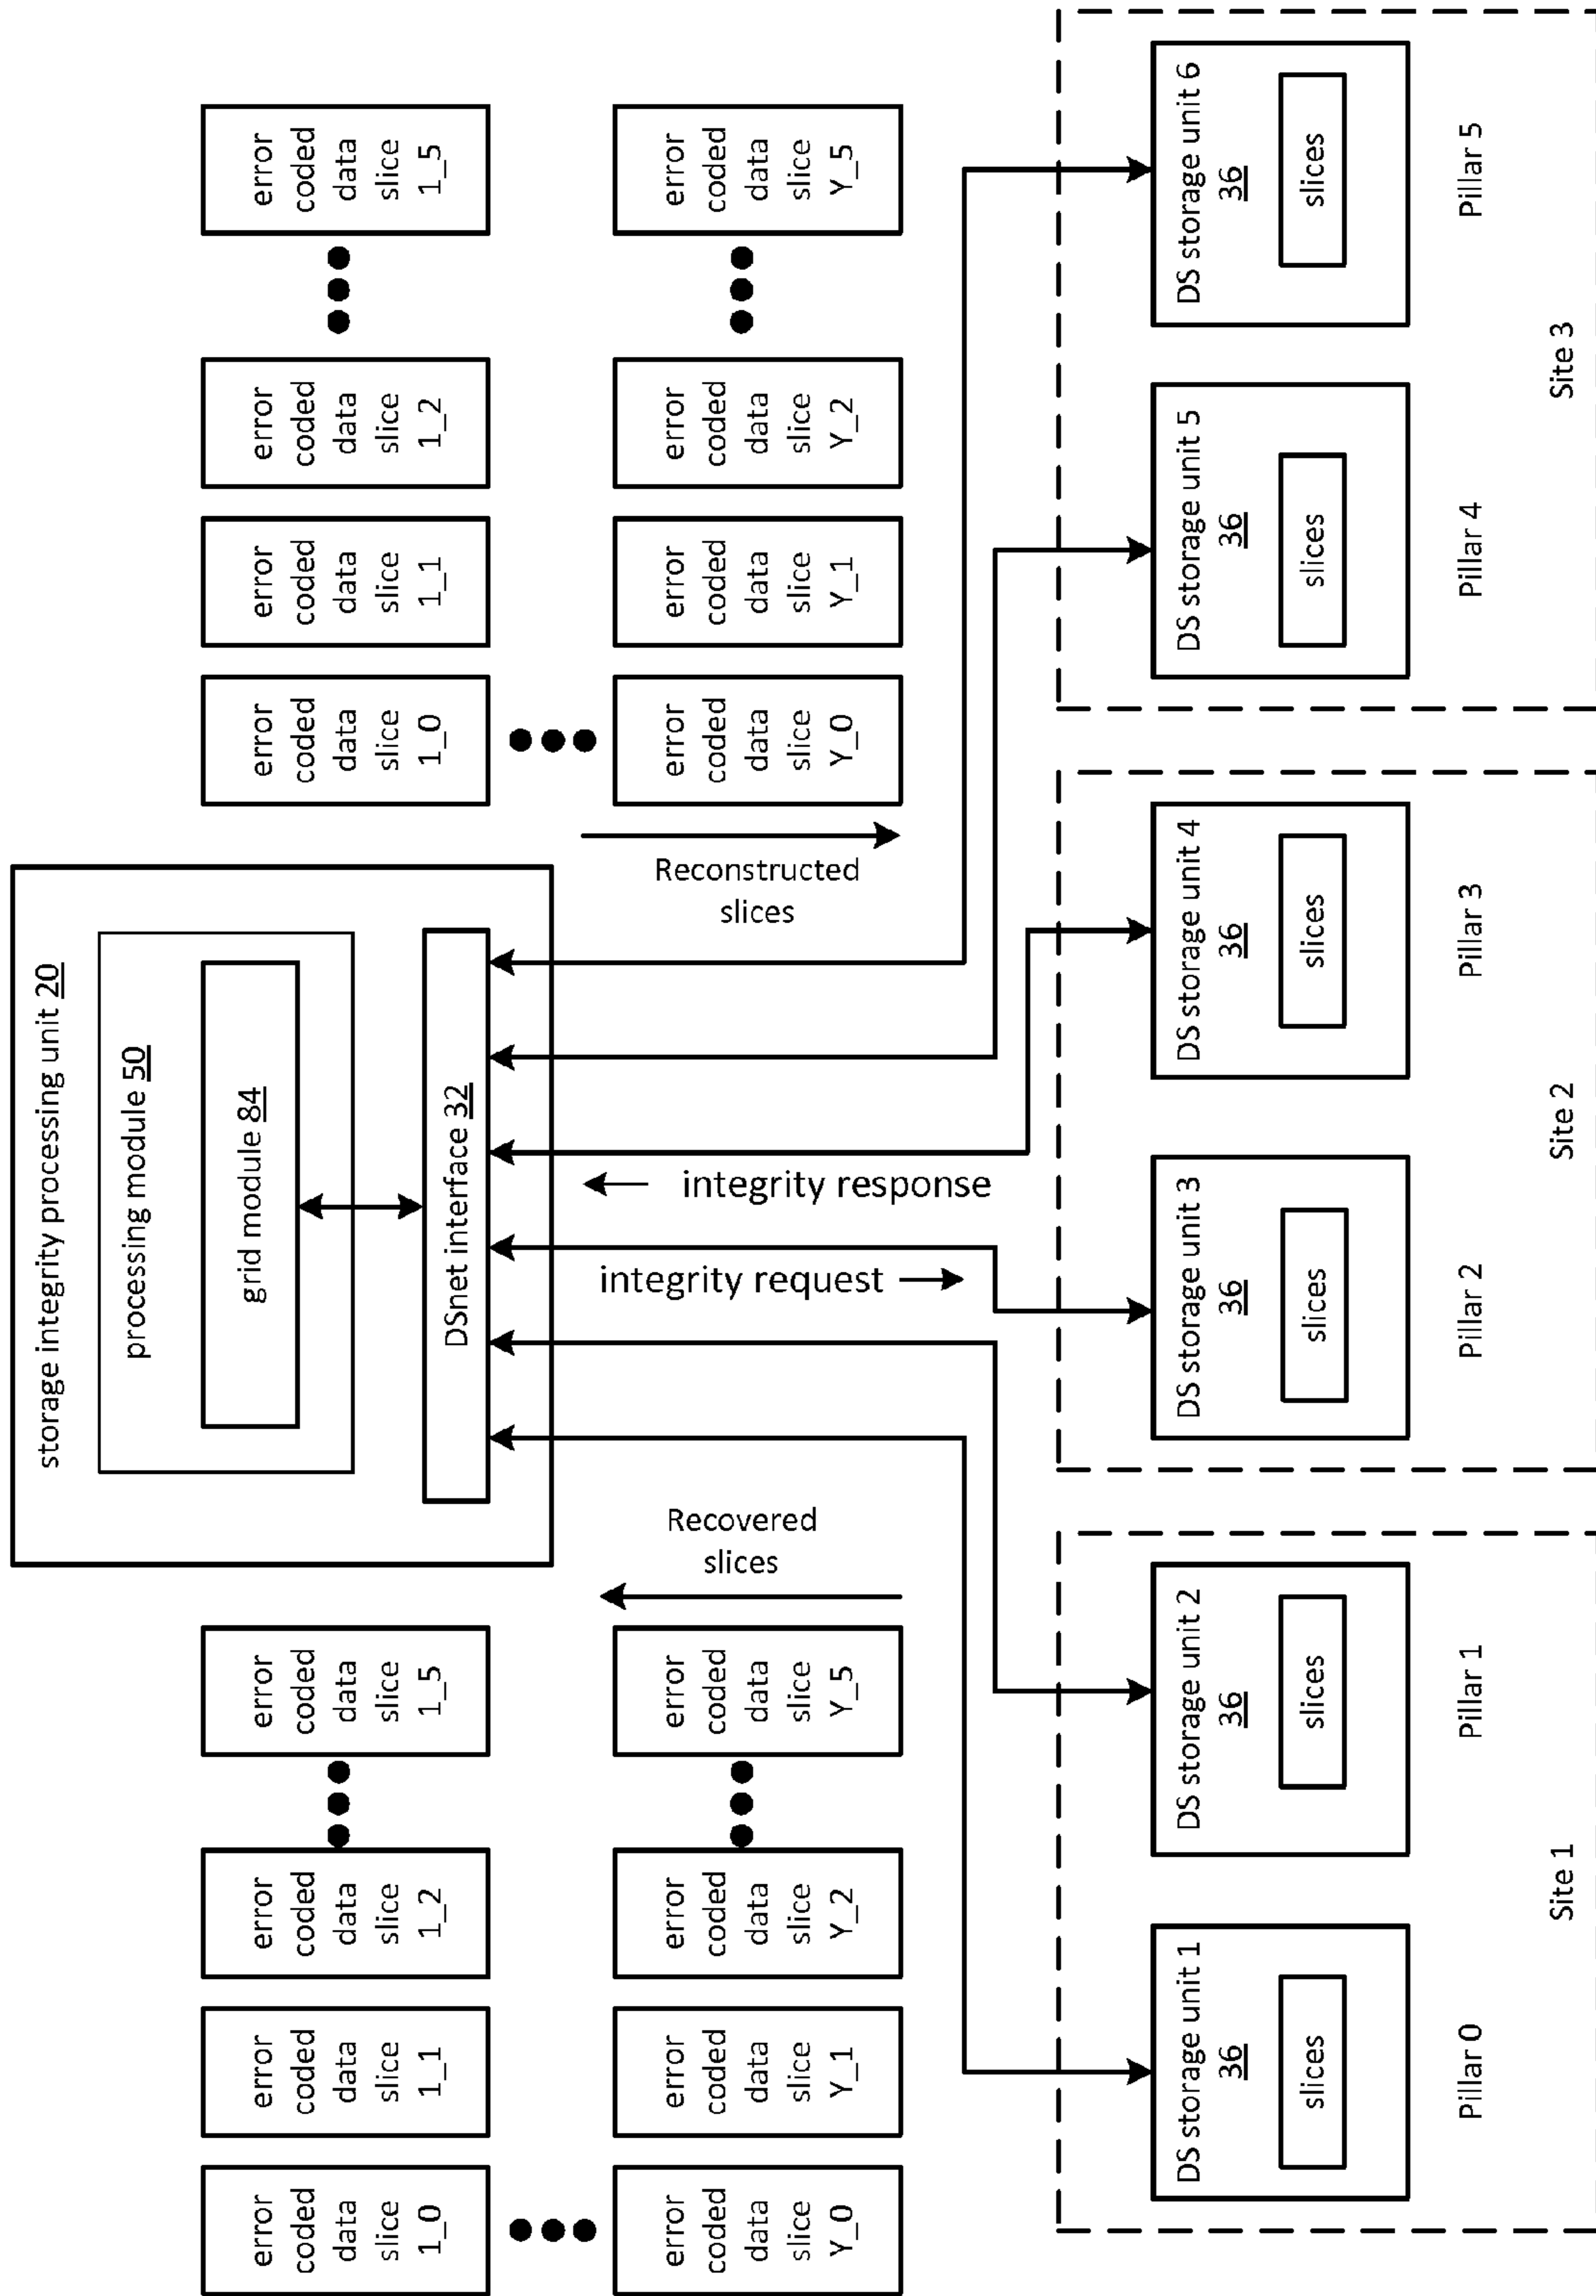 storage integrity processing unit 20
processing module 50
grid module 84
DSnet interface 32
error
coded
data
slice
1_0
error
coded
data
slice
1_1
error
coded
data
slice
1_2
error
coded
data
slice
1_5
error
coded
data
slice
Y_0
error
coded
data
slice
Y_1
error
coded
data
slice
Y_2
error
coded
data
slice
Y_5
Recovered
slices
integrity request
integrity response
Reconstructed
slices
error
coded
data
slice
1_0
error
coded
data
slice
1_1
error
coded
data
slice
1_2
error
coded
data
slice
1_5
error
coded
data
slice
Y_0
error
coded
data
slice
Y_1
error
coded
data
slice
Y_2
error
coded
data
slice
Y_5
DS storage unit 1
36
slices
Pillar 0
DS storage unit 2
36
slices
Pillar 1
Site 1
DS storage unit 3
36
slices
Pillar 2
DS storage unit 4
36
slices
Pillar 3
Site 2
DS storage unit 5
36
slices
Pillar 4
DS storage unit 6
36
slices
Pillar 5
Site 3